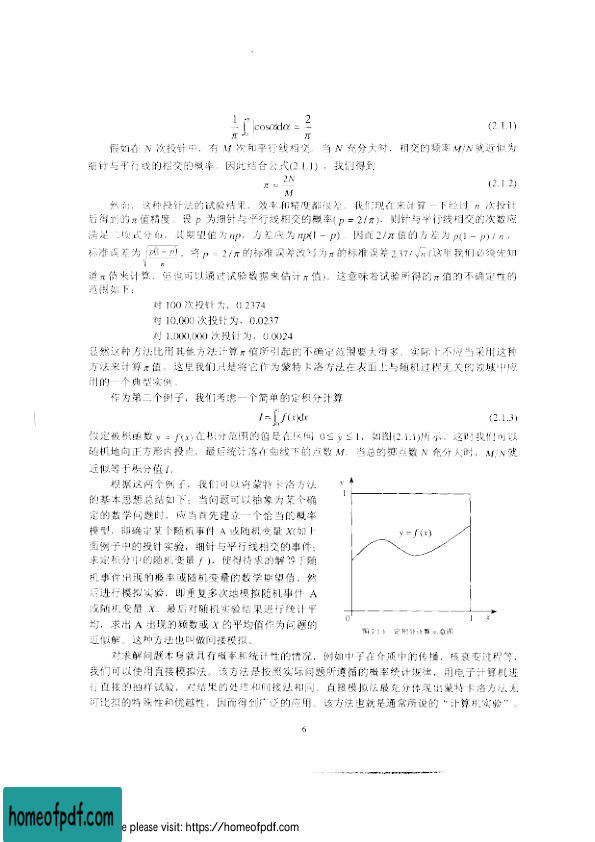 1/π ∫₀^π |cosα|dα = 2/π (2.1.1)
假如在 N 次投针中，有 M 次和平行线相交。当 N 充分大时，相交的频率 M/N 就近似为
细针与平行线的相交的概率。因此结合公式(2.1.1)，我们得到
π ≈ 2N/M (2.1.2)
然而，这种投针法的试验结果，效率和精度都很差。我们现在来计算一下经过 n 次投针
后得到的π值精度。设 p 为细针与平行线相交的概率( p = 2/π )，则针与平行线相交的次数应
满足二项式分布，其期望值为 np，方差应为 np(1 − p)。因而 2/π 值的方差为 p(1 − p) / n，
标准误差为 √(p(1 − p)/n)，将 p = 2/π 的标准误差改写为π的标准误差 2.37/√n (这里我们必须先知
道π值来计算，但也可以通过试验数据来估计π值)。这意味着试验所得的π值的不确定性的
范围如下：
对 100 次投针为，0.2374
对 10,000 次投针为，0.0237
对 1,000,000 次投针为，0.0024
显然这种方法比用其他方法计算π值所引起的不确定范围要大得多。实际上不应当采用这种
方法来计算π值。这里我们只是将它作为蒙特卡洛方法在表面上与随机过程无关的领域中应
用的一个典型实例。
作为第二个例子，我们考虑一个简单的定积分计算
I = ∫₀¹ f(x)dx (2.1.3)
假定被积函数 y = f(x) 在积分范围的值是在区间 0 ≤ y ≤ 1，如图(2.1.1)所示。这时我们可以
随机地向正方形内投点，最后统计落在曲线下的点数 M。当总的掷点数 N 充分大时，M/N 就
近似等于积分值 I。
根据这两个例子，我们可以将蒙特卡洛方法
的基本思想总结如下：当问题可以抽象为某个确
定的数学问题时，应当首先建立一个恰当的概率
模型，即确定某个随机事件 A 或随机变量 X(如上
面例子中的投针实验，细针与平行线相交的事件；
求定积分中的随机变量 f )，使得待求的解等于随
机事件出现的概率或随机变量的数学期望值。然
后进行模拟实验，即重复多次地模拟随机事件 A
或随机变量 X。最后对随机实验结果进行统计平
均，求出 A 出现的频数或 X 的平均值作为问题的
近似解。这种方法也叫做间接模拟。
y
1
y = f(x)
0
1
x
图 2.1.1 定积分计算示意图
对求解问题本身就具有概率和统计性的情况，例如中子在介质中的传播，核衰变过程等，
我们可以使用直接模拟法。该方法是按照实际问题所遵循的概率统计规律，用电子计算机进
行直接的抽样试验，对结果的处理和间接法相同。直接模拟法最充分体现出蒙特卡洛方法无
可比拟的特殊性和优越性，因而得到广泛的应用。该方法也就是通常所说的“计算机实验”。
6
homeofpdf.com
e please visit: https://homeofpdf.com